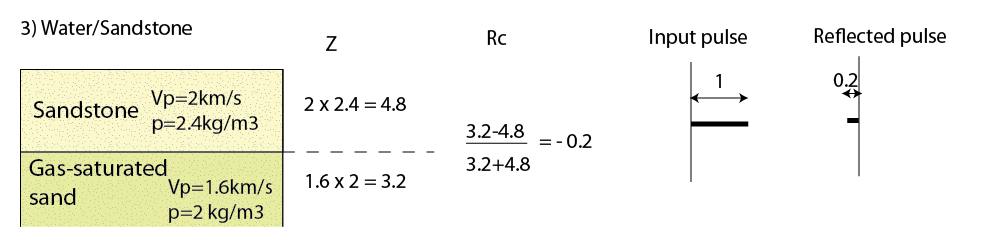 3) Water/Sandstone
Z
Rc
Input pulse
Reflected pulse
Sandstone
Vp=2km/s
p=2.4kg/m3
2 x 2.4 = 4.8
3.2-4.8
3.2+4.8
= - 0.2
1
0.2
Gas-saturated
sand
Vp=1.6km/s
p=2 kg/m3
1.6 x 2 = 3.2